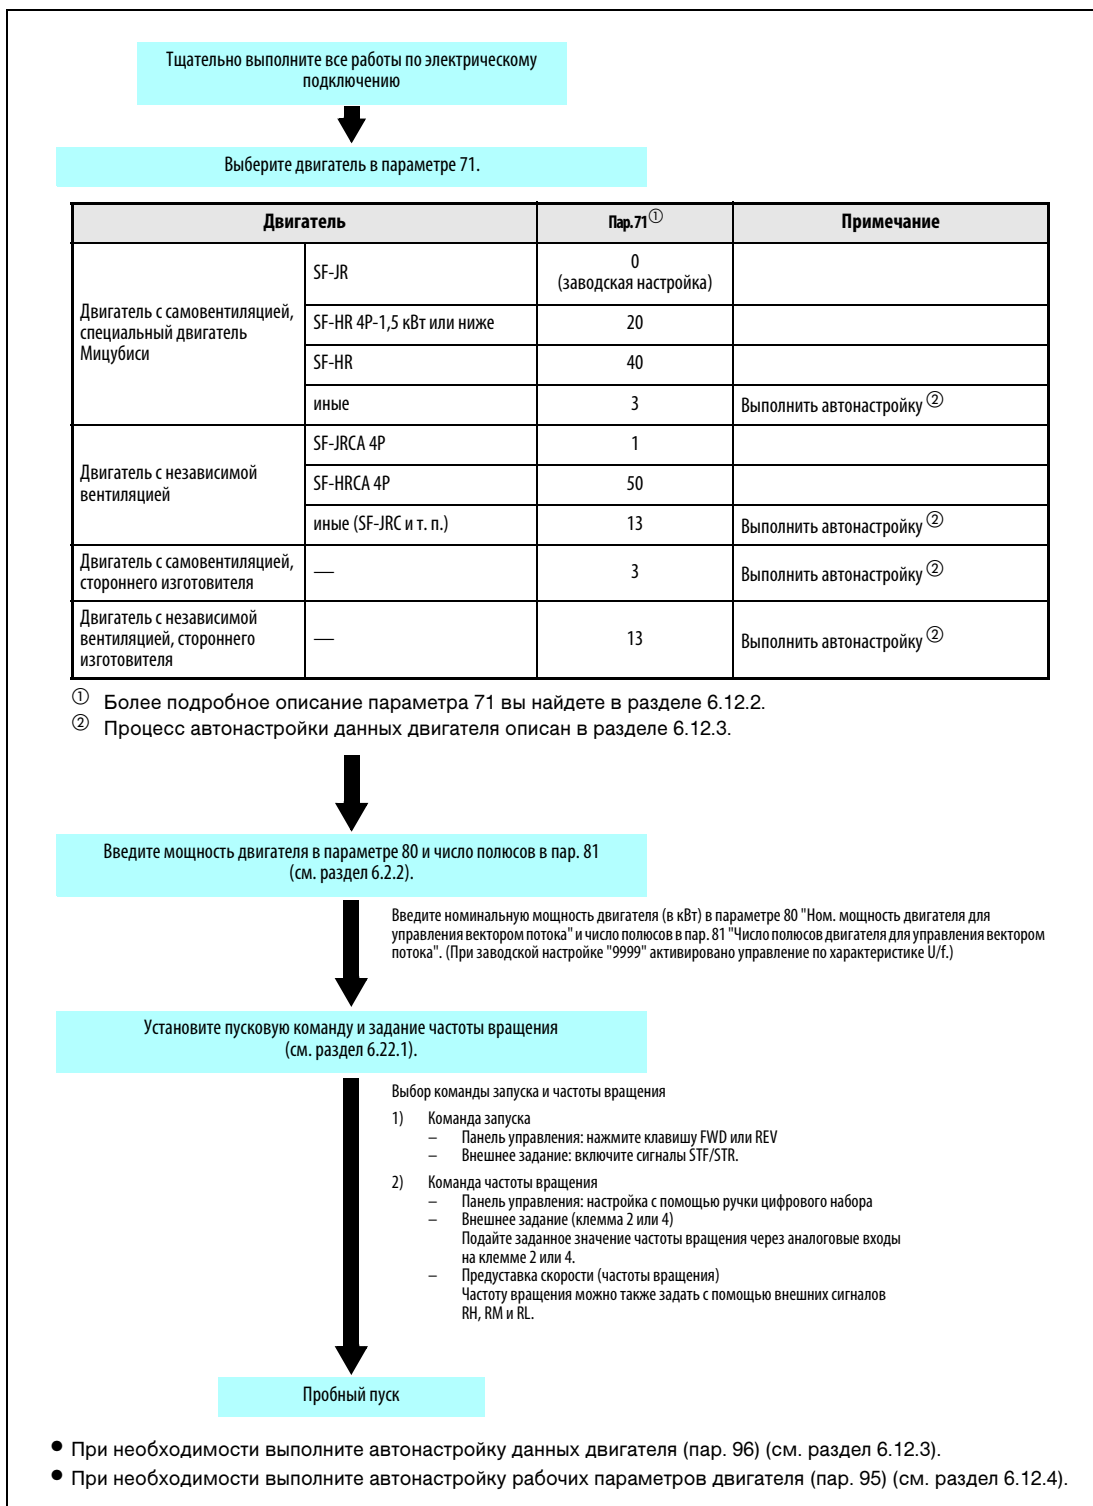 Тщательно выполните все работы по электрическому
подключению
Выберите двигатель в параметре 71.
Двигатель
Пар. 71①
Примечание
Двигатель с самовентиляцией,
специальный двигатель
Мицубиси
SF-JR
0
(заводская настройка)
SF-HR 4P-1,5 кВт или ниже
20
SF-HR
40
иные
3
Выполнить автонастройку ②
Двигатель с независимой
вентиляцией
SF-JRCA 4P
1
SF-HRCA 4P
50
иные (SF-JRC и т. п.)
13
Выполнить автонастройку ②
Двигатель с самовентиляцией,
стороннего изготовителя
—
3
Выполнить автонастройку ②
Двигатель с независимой
вентиляцией, стороннего
изготовителя
—
13
Выполнить автонастройку ②
① Более подробное описание параметра 71 вы найдете в разделе 6.12.2.
② Процесс автонастройки данных двигателя описан в разделе 6.12.3.
Введите мощность двигателя в параметре 80 и число полюсов в пар. 81
(см. раздел 6.2.2).
Введите номинальную мощность двигателя (в кВт) в параметре 80 "Ном. мощность двигателя для
управления вектором потока" и число полюсов в пар. 81 "Число полюсов двигателя для управления вектором
потока". (При заводской настройке "9999" активировано управление по характеристике U/f.)
Установите пусковую команду и задание частоты вращения
(см. раздел 6.22.1).
Выбор команды запуска и частоты вращения
1) Команда запуска
– Панель управления: нажмите клавишу FWD или REV
– Внешнее задание: включите сигналы STF/STR.
2) Команда частоты вращения
– Панель управления: настройка с помощью ручки цифрового набора
– Внешнее задание (клемма 2 или 4)
Подайте заданное значение частоты вращения через аналоговые входы
на клемме 2 или 4.
– Предуставка скорости (частоты вращения)
Частоту вращения можно также задать с помощью внешних сигналов
RH, RM и RL.
Пробный пуск
● При необходимости выполните автонастройку данных двигателя (пар. 96) (см. раздел 6.12.3).
● При необходимости выполните автонастройку рабочих параметров двигателя (пар. 95) (см. раздел 6.12.4).